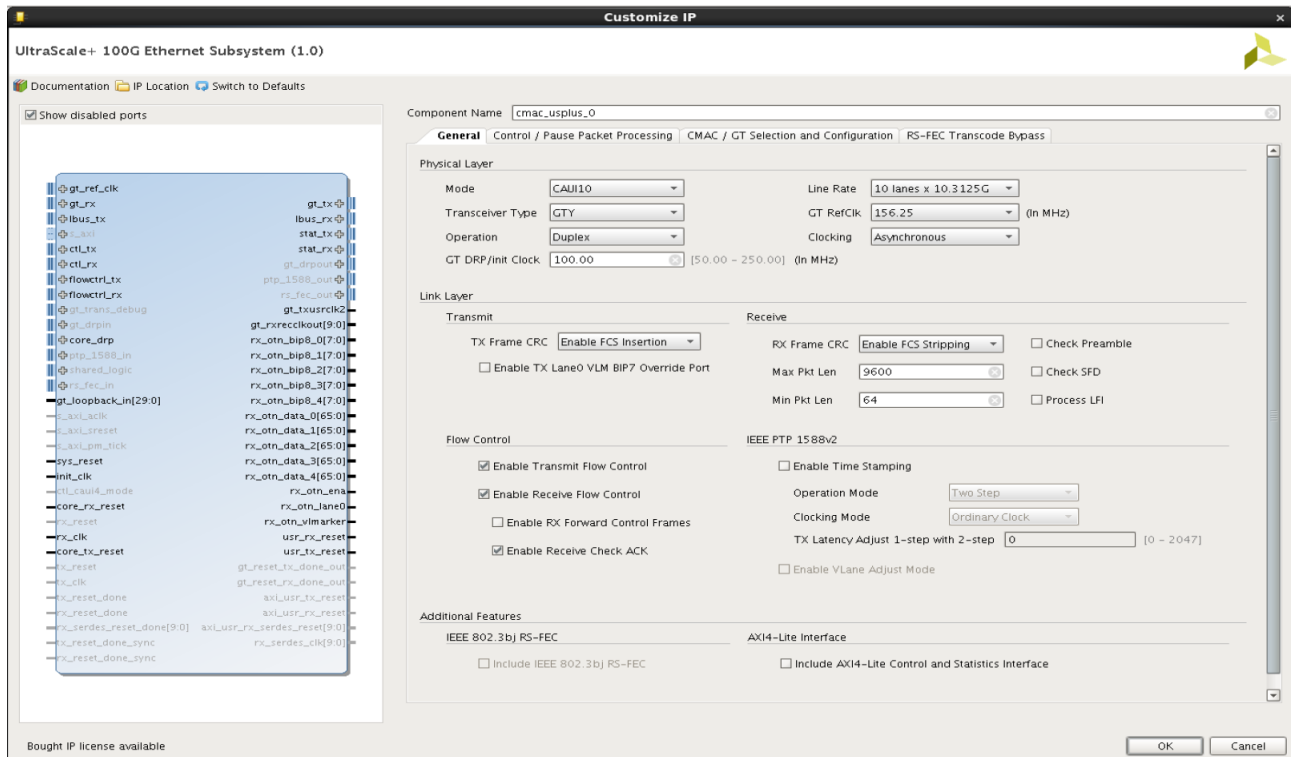 Customize IP
UltraScale+ 100G Ethernet Subsystem (1.0)
Documentation IP Location Switch to Defaults
Show disabled ports
gt_ref_clk
gt_rx gt_tx
lbus_tx lbus_rx
s_axi stat_tx
ctl_tx stat_rx
ctl_rx gt_drpout
flowctrl_tx ptp_1588_out
flowctrl_rx rs_fec_out
gt_trans_debug gt_txusrclk2
gt_drpin gt_rxrecclkout[9:0]
core_drp rx_otn_bip8_0[7:0]
ptp_1588_in rx_otn_bip8_1[7:0]
shared_logic rx_otn_bip8_2[7:0]
rs_fec_in rx_otn_bip8_3[7:0]
gt_loopback_in[29:0] rx_otn_bip8_4[7:0]
s_axi_aclk rx_otn_data_0[65:0]
s_axi_sreset rx_otn_data_1[65:0]
s_axi_pm_tick rx_otn_data_2[65:0]
sys_reset rx_otn_data_3[65:0]
init_clk rx_otn_data_4[65:0]
ctl_caui4_mode rx_otn_ena
core_rx_reset rx_otn_lane0
rx_reset rx_otn_vlmarker
rx_clk usr_rx_reset
core_tx_reset usr_tx_reset
tx_reset gt_reset_tx_done_out
tx_clk gt_reset_rx_done_out
tx_reset_done axi_usr_tx_reset
rx_reset_done axi_usr_rx_reset
rx_serdes_reset_done[9:0] axi_usr_rx_serdes_reset[9:0]
tx_reset_done_sync rx_serdes_clk[9:0]
rx_reset_done_sync
Component Name cmac_usplus_0
General Control / Pause Packet Processing CMAC / GT Selection and Configuration RS-FEC Transcode Bypass
Physical Layer
Mode CAUI10 Line Rate 10 lanes x 10.3125G
Transceiver Type GTY GT RefClk 156.25 (In MHz)
Operation Duplex Clocking Asynchronous
GT DRP/init Clock 100.00 [50.00 - 250.00] (In MHz)
Link Layer
Transmit Receive
TX Frame CRC Enable FCS Insertion RX Frame CRC Enable FCS Stripping Check Preamble
Enable TX Lane0 VLM BIP7 Override Port Max Pkt Len 9600 Check SFD
Min Pkt Len 64 Process LFI
Flow Control IEEE PTP 1588v2
Enable Transmit Flow Control Enable Time Stamping
Enable Receive Flow Control Operation Mode Two Step
Enable RX Forward Control Frames Clocking Mode Ordinary Clock
Enable Receive Check ACK TX Latency Adjust 1-step with 2-step 0 [0 - 2047]
Enable VLane Adjust Mode
Additional Features
IEEE 802.3bj RS-FEC AXI4-Lite Interface
Include IEEE 802.3bj RS-FEC Include AXI4-Lite Control and Statistics Interface
Bought IP license available
OK Cancel